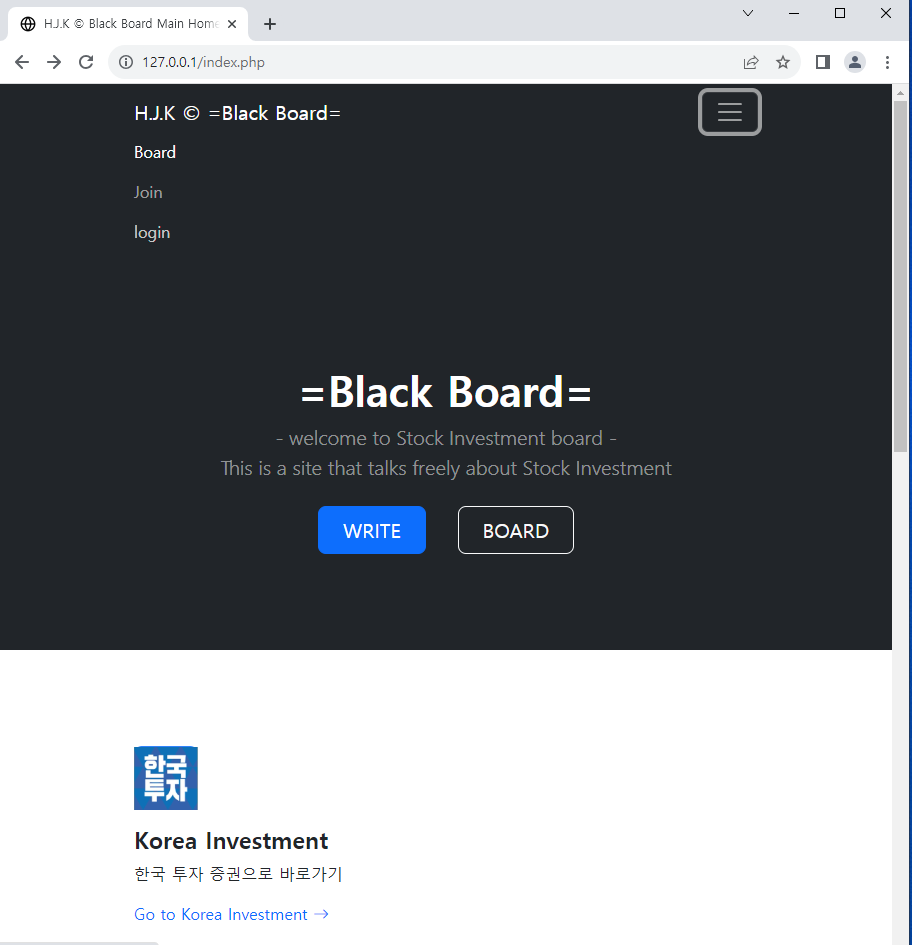 H.J.K © Black Board Main Home
127.0.0.1/index.php
H.J.K © =Black Board=
Board
Join
login
=Black Board=
- welcome to Stock Investment board -
This is a site that talks freely about Stock Investment
WRITE BOARD
한국
투자
Korea Investment
한국 투자 증권으로 바로가기
Go to Korea Investment →